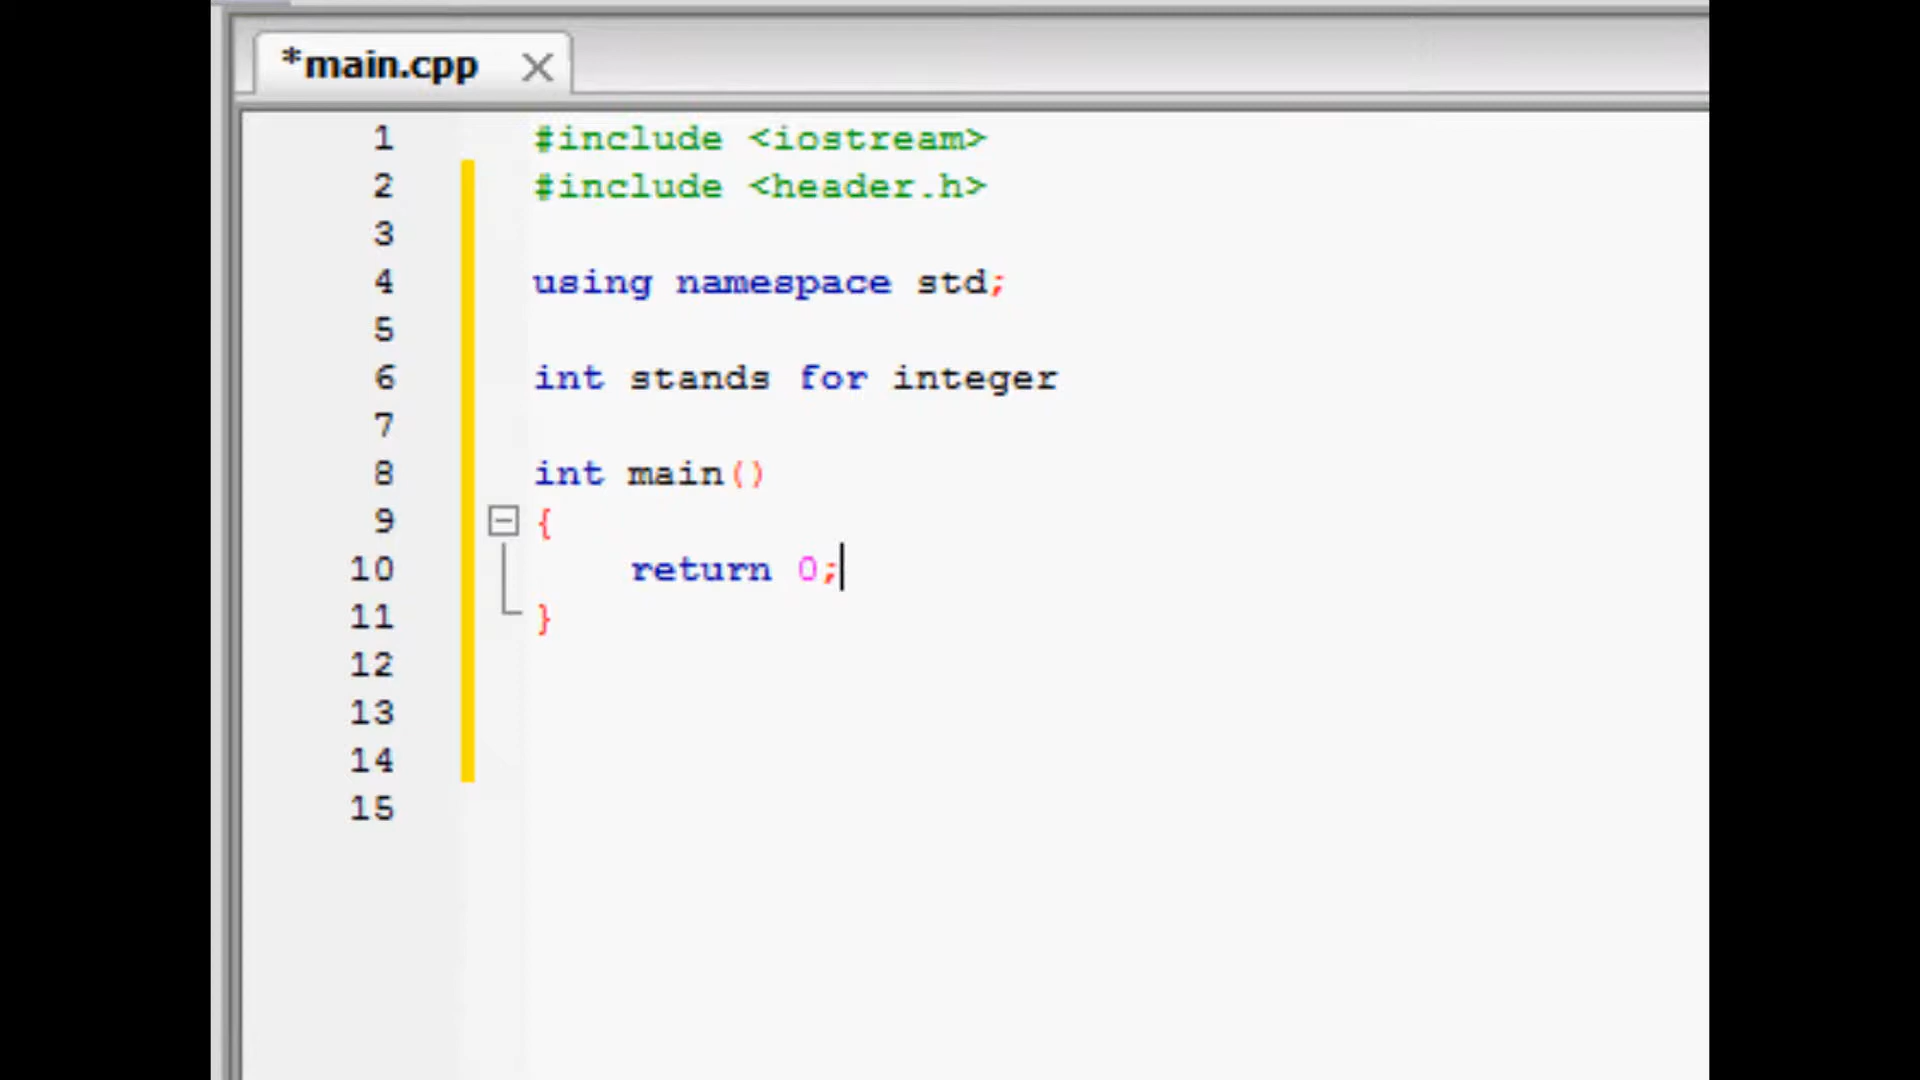 *main.cpp
1 #include <iostream>
2 #include <header.h>
3
4 using namespace std;
5
6 int stands for integer
7
8 int main()
9 {
10 return 0;
11 }
12
13
14
15